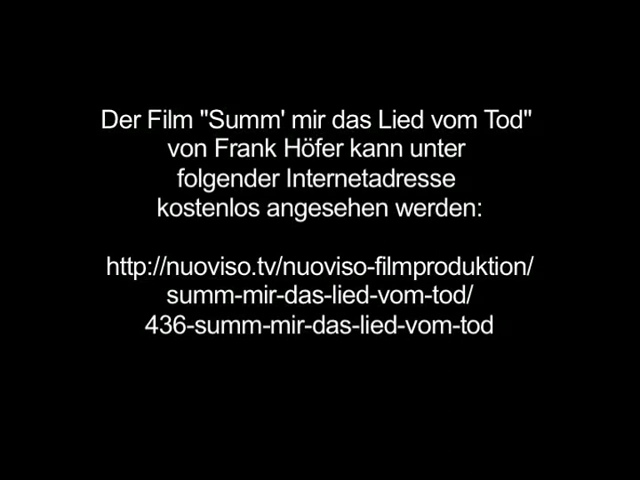 Der Film "Summ' mir das Lied vom Tod"
von Frank Höfer kann unter
folgender Internetadresse
kostenlos angesehen werden:
http://nuoviso.tv/nuoviso-filmproduktion/
summ-mir-das-lied-vom-tod/
436-summ-mir-das-lied-vom-tod